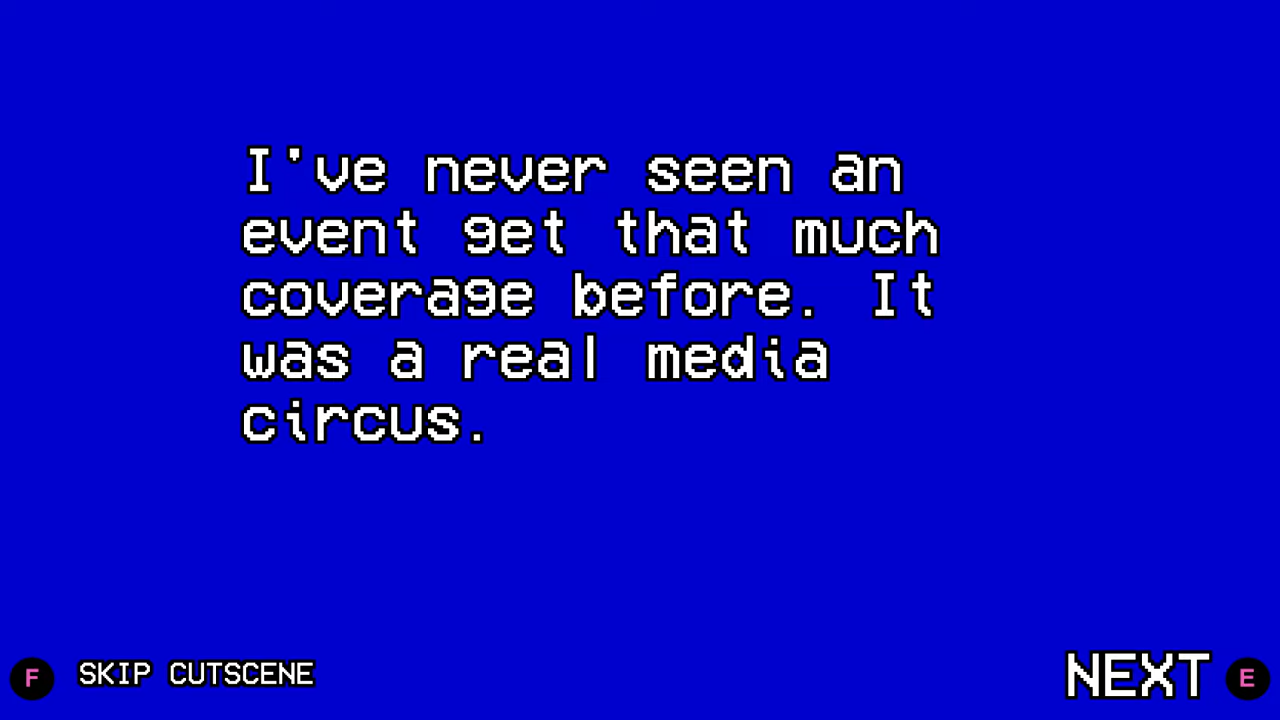 I've never seen an
event get that much
coverage before. It
was a real media
circus.
F SKIP CUTSCENE
NEXT E